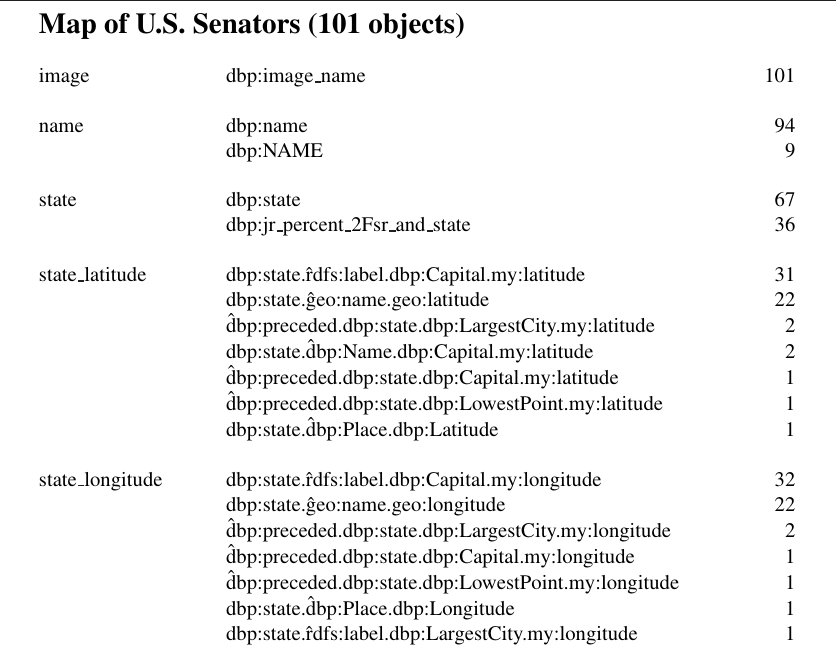 Map of U.S. Senators (101 objects)
image dbp:image_name 101
name dbp:name 94
dbp:NAME 9
state dbp:state 67
dbp:jr_percent_2Fsr_and_state 36
state_latitude dbp:state.r̂dfs:label.dbp:Capital.my:latitude 31
dbp:state.ĝeo:name.geo:latitude 22
d̂bp:preceded.dbp:state.dbp:LargestCity.my:latitude 2
dbp:state.d̂bp:Name.dbp:Capital.my:latitude 2
d̂bp:preceded.dbp:state.dbp:Capital.my:latitude 1
d̂bp:preceded.dbp:state.dbp:LowestPoint.my:latitude 1
dbp:state.d̂bp:Place.dbp:Latitude 1
state_longitude dbp:state.r̂dfs:label.dbp:Capital.my:longitude 32
dbp:state.ĝeo:name.geo:longitude 22
d̂bp:preceded.dbp:state.dbp:LargestCity.my:longitude 2
d̂bp:preceded.dbp:state.dbp:Capital.my:longitude 1
d̂bp:preceded.dbp:state.dbp:LowestPoint.my:longitude 1
dbp:state.d̂bp:Place.dbp:Longitude 1
dbp:state.r̂dfs:label.dbp:LargestCity.my:longitude 1